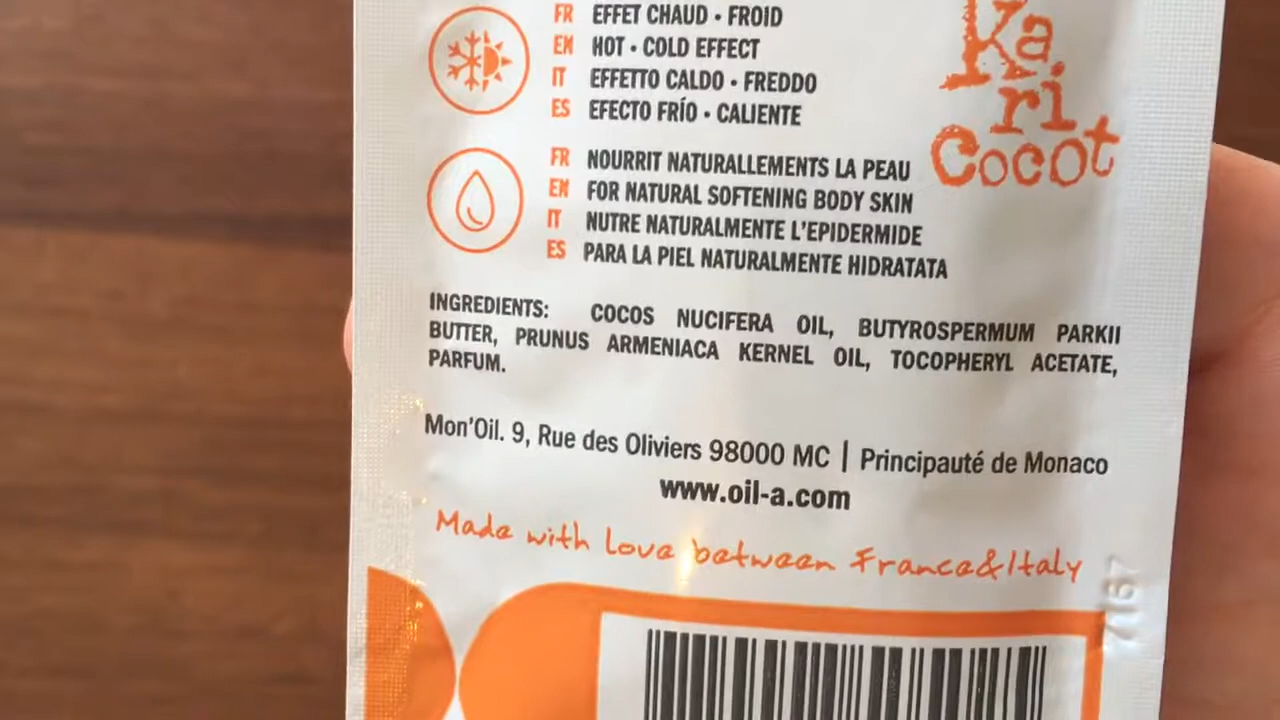 FR EFFET CHAUD • FROID
EN HOT • COLD EFFECT
IT EFFETTO CALDO • FREDDO
ES EFECTO FRÍO • CALIENTE
Ka
ri
Cocot
FR NOURRIT NATURALLEMENTS LA PEAU
EN FOR NATURAL SOFTENING BODY SKIN
IT NUTRE NATURALMENTE L'EPIDERMIDE
ES PARA LA PIEL NATURALMENTE HIDRATATA
INGREDIENTS: COCOS NUCIFERA OIL, BUTYROSPERMUM PARKII
BUTTER, PRUNUS ARMENIACA KERNEL OIL, TOCOPHERYL ACETATE,
PARFUM.
Mon'Oil. 9, Rue des Oliviers 98000 MC | Principauté de Monaco
www.oil-a.com
Made with Love between France&Italy